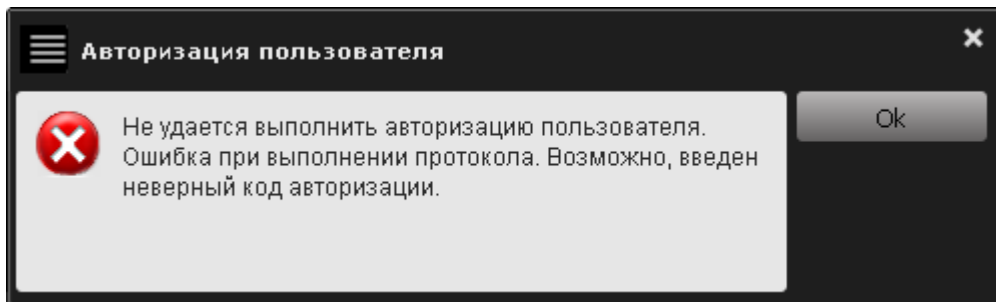 Авторизация пользователя
Не удается выполнить авторизацию пользователя.
Ошибка при выполнении протокола. Возможно, введен
неверный код авторизации.
Ok